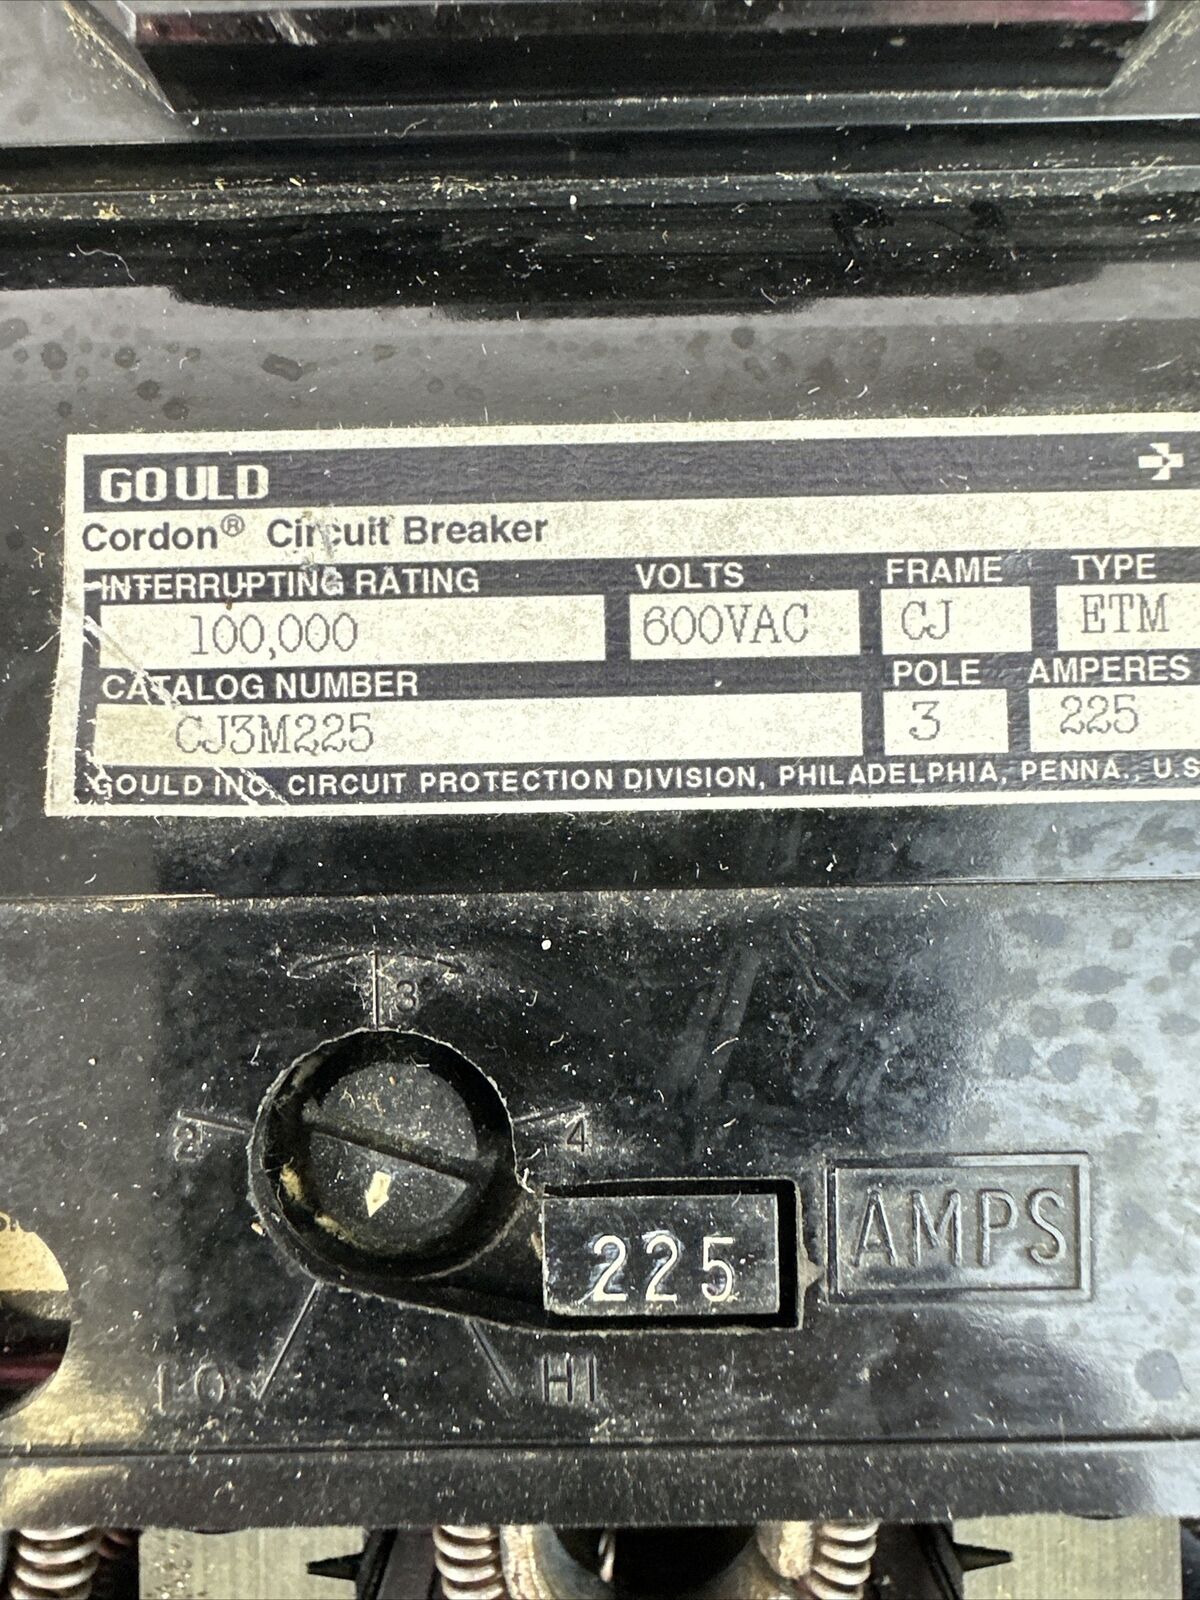 GOULD
Cordon® Circuit Breaker
INTERRUPTING RATING VOLTS FRAME TYPE
100,000 600VAC CJ ETM
CATALOG NUMBER POLE AMPERES
CJ3M225 3 225
GOULD INC. CIRCUIT PROTECTION DIVISION, PHILADELPHIA, PENNA., U.S
3
2 4
225 AMPS
LO HI